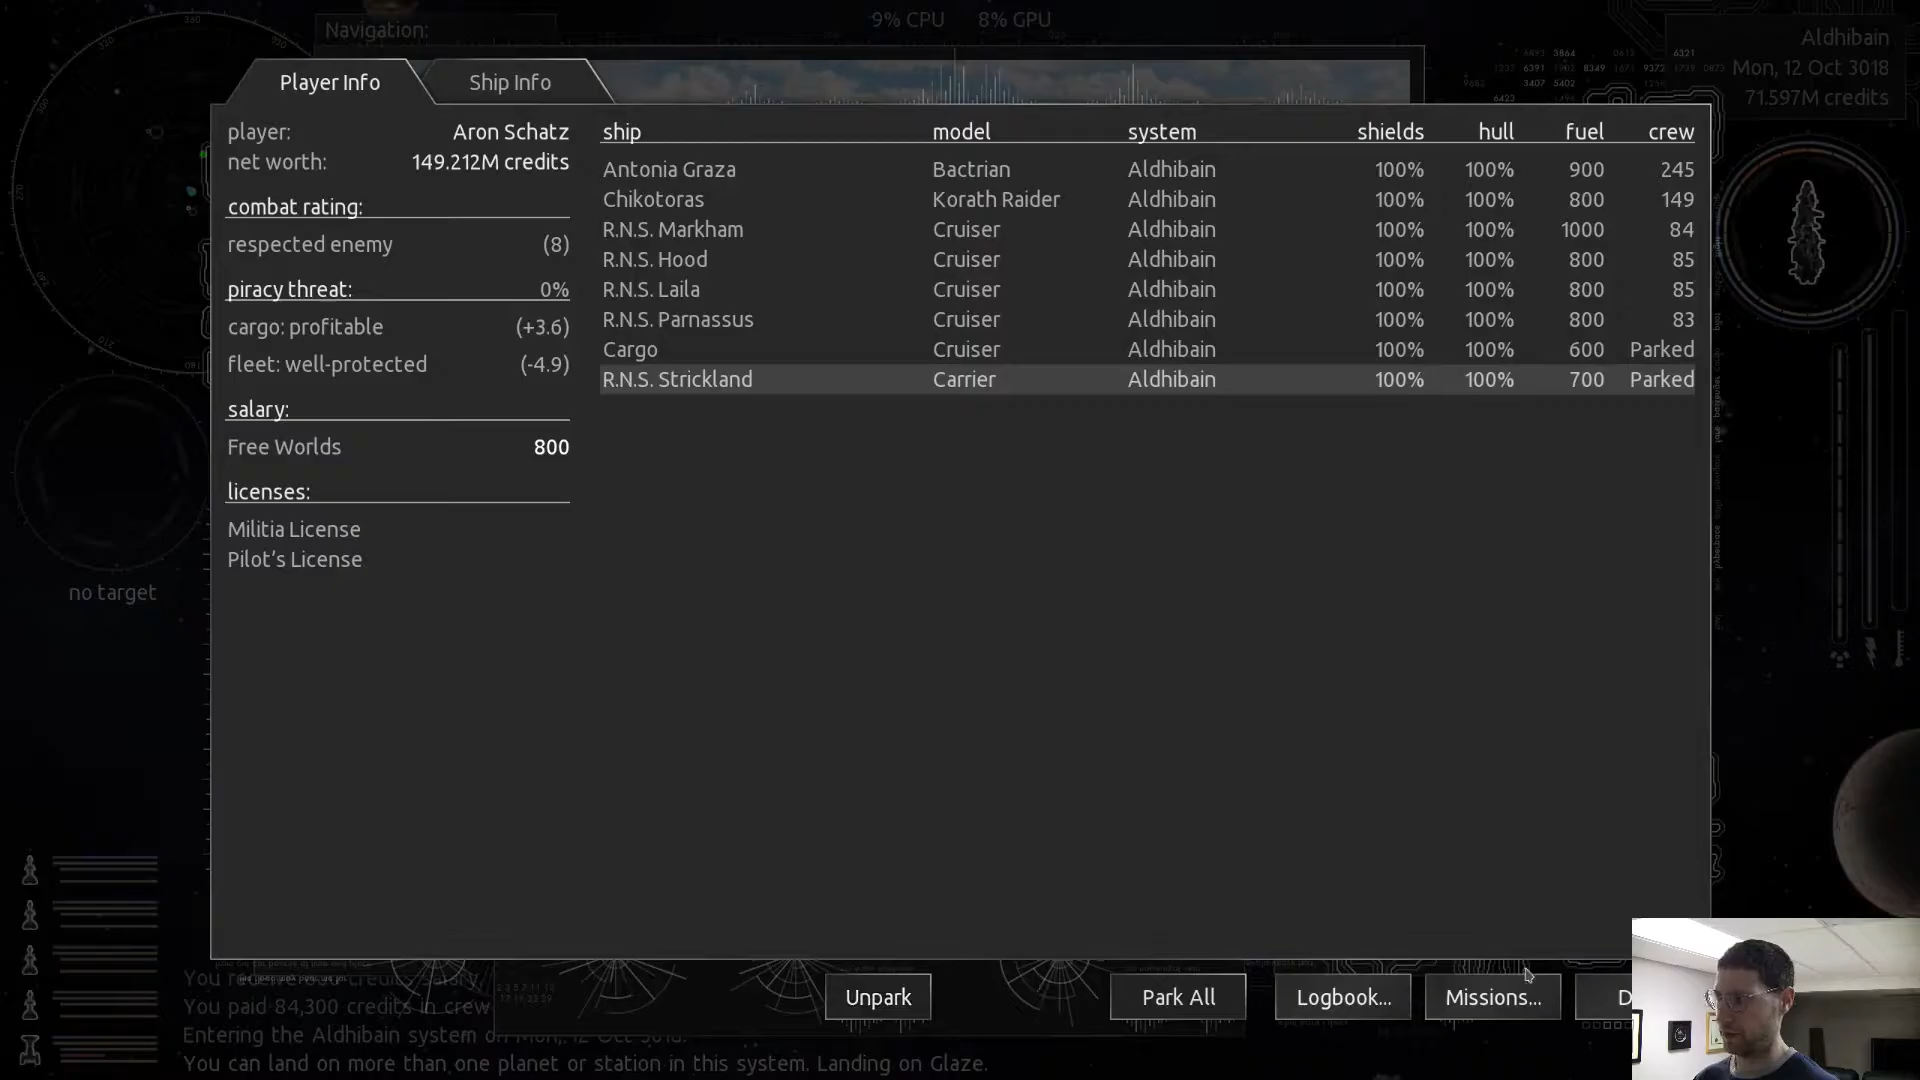 9% CPU 8% GPU
Navigation:
Aldhibain
Mon, 12 Oct 3018
71.597M credits
Player Info
Ship Info
player: Aron Schatz
net worth: 149.212M credits
combat rating:
respected enemy (8)
piracy threat: 0%
cargo: profitable (+3.6)
fleet: well-protected (-4.9)
salary:
Free Worlds 800
licenses:
Militia License
Pilot's License
ship model system shields hull fuel crew
Antonia Graza Bactrian Aldhibain 100% 100% 900 245
Chikotoras Korath Raider Aldhibain 100% 100% 800 149
R.N.S. Markham Cruiser Aldhibain 100% 100% 1000 84
R.N.S. Hood Cruiser Aldhibain 100% 100% 800 85
R.N.S. Laila Cruiser Aldhibain 100% 100% 800 85
R.N.S. Parnassus Cruiser Aldhibain 100% 100% 800 83
Cargo Cruiser Aldhibain 100% 100% 600 Parked
R.N.S. Strickland Carrier Aldhibain 100% 100% 700 Parked
no target
Unpark
Park All
Logbook...
Missions...
D
You paid 84,300 credits in crew
Entering the Aldhibain system on Mon, 12 Oct 3018.
You can land on more than one planet or station in this system. Landing on Glaze.